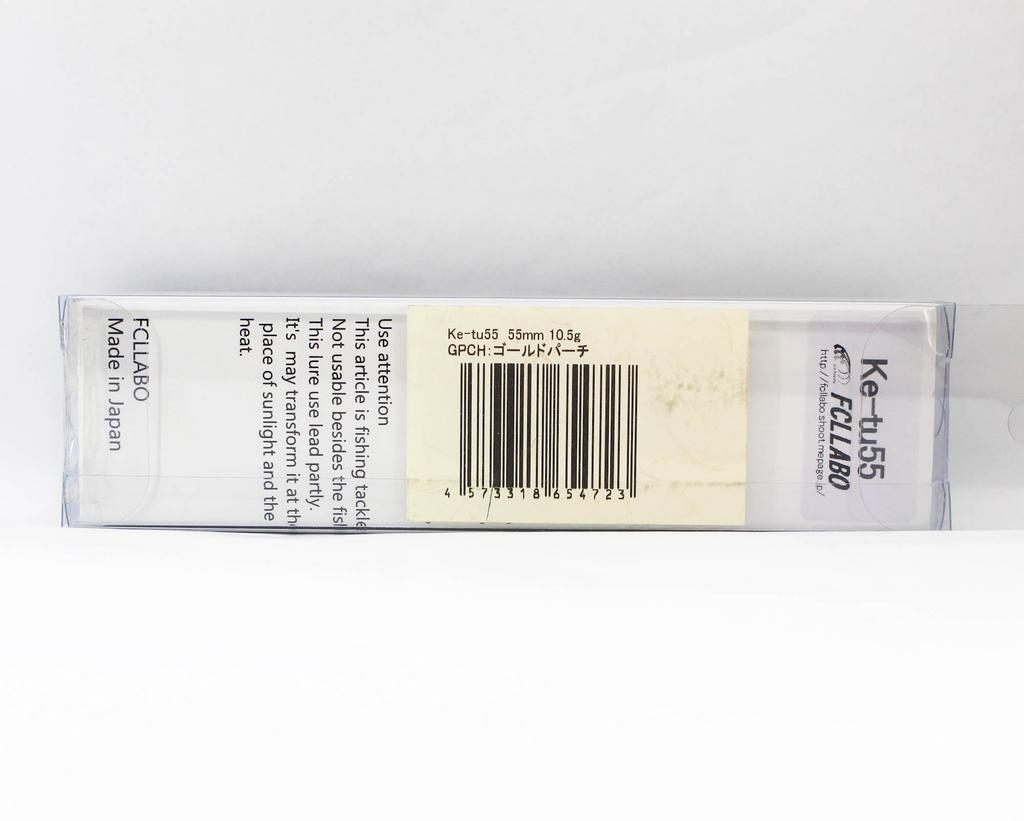 Ke-tu55
FCLLABO
http://fcllabo.shoot.mepage.jp/
Ke-tu55 55mm 10.5g
GPCH:ゴールドパーチ
4 573318 654723
Use attention
This article is fishing tackle
Not usable besides the
This lure use lead partly.
It's may transform it at
place of sunlight and the
heat.
FCLLABO
Made in Japan